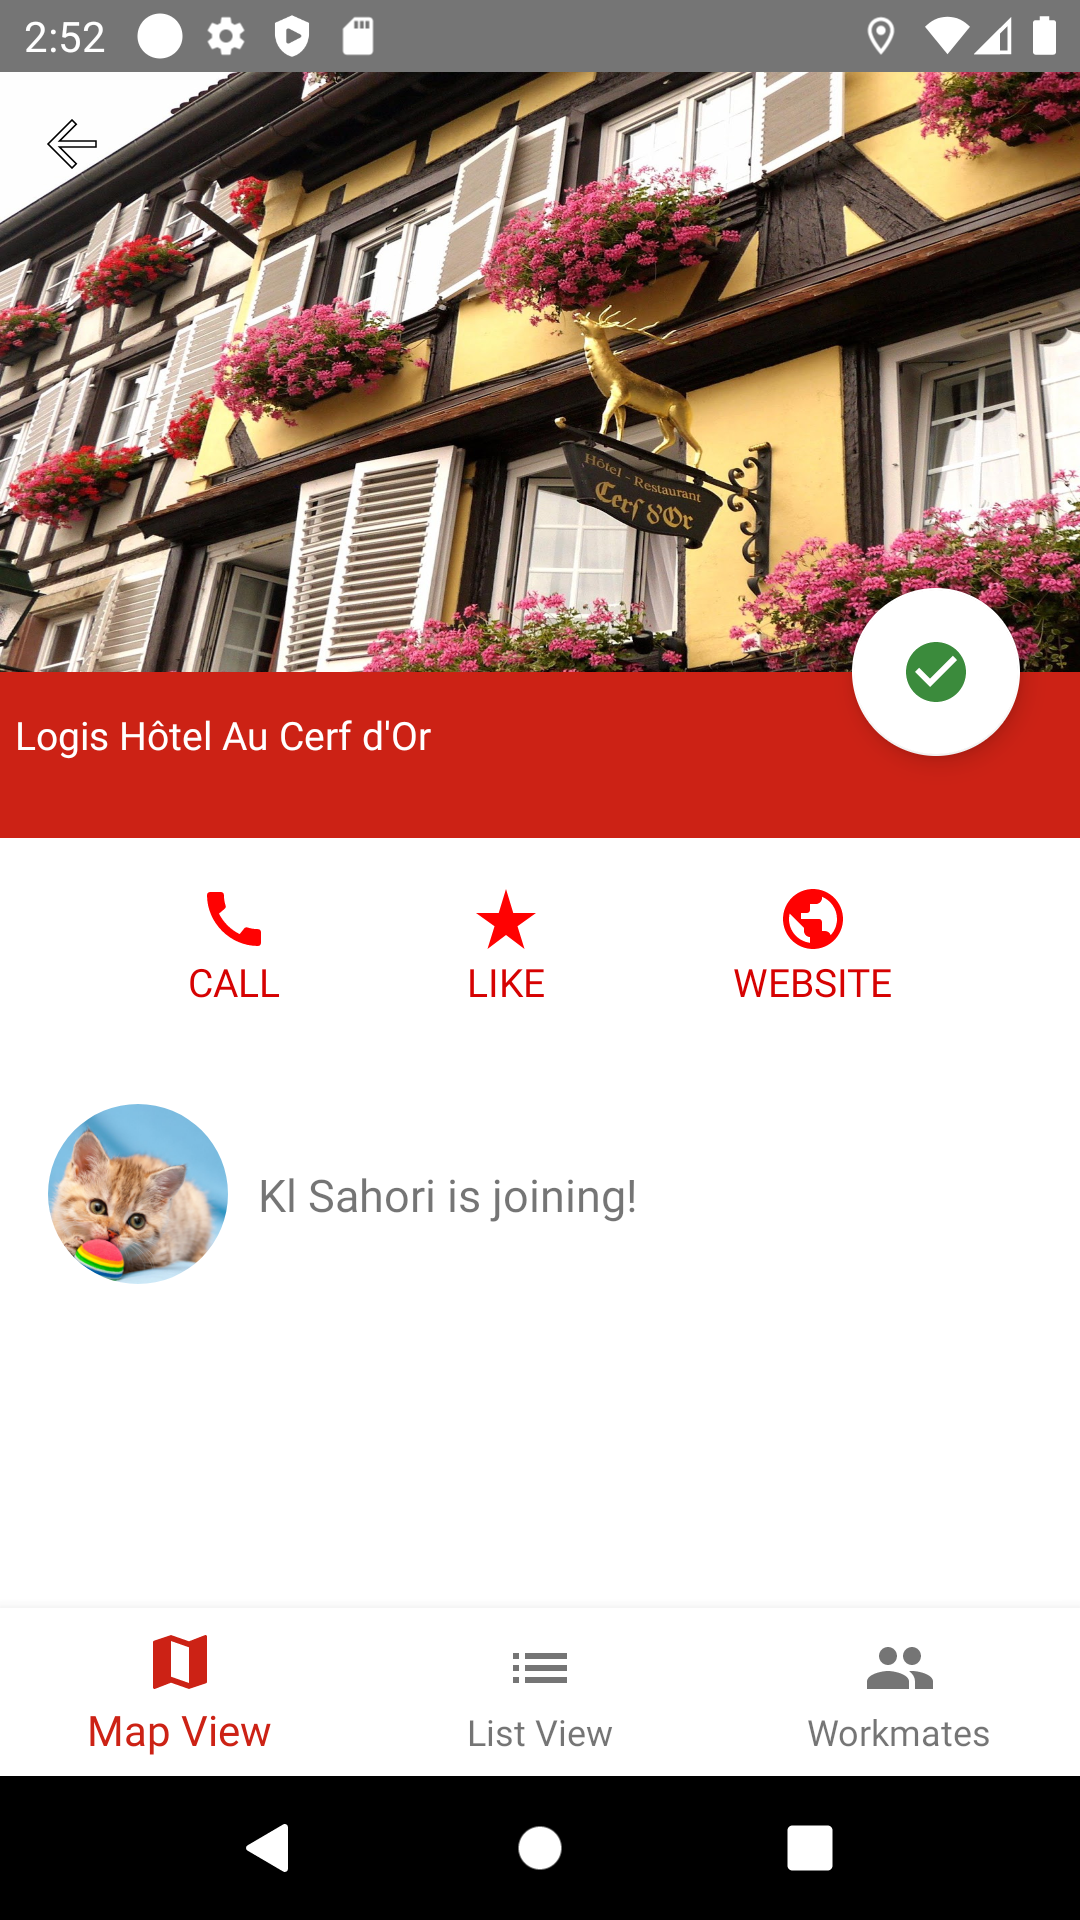 2:52
Hôtel - Restaurant
Cerf d'Or
Logis Hôtel Au Cerf d'Or
CALL
LIKE
WEBSITE
Kl Sahori is joining!
Map View
List View
Workmates